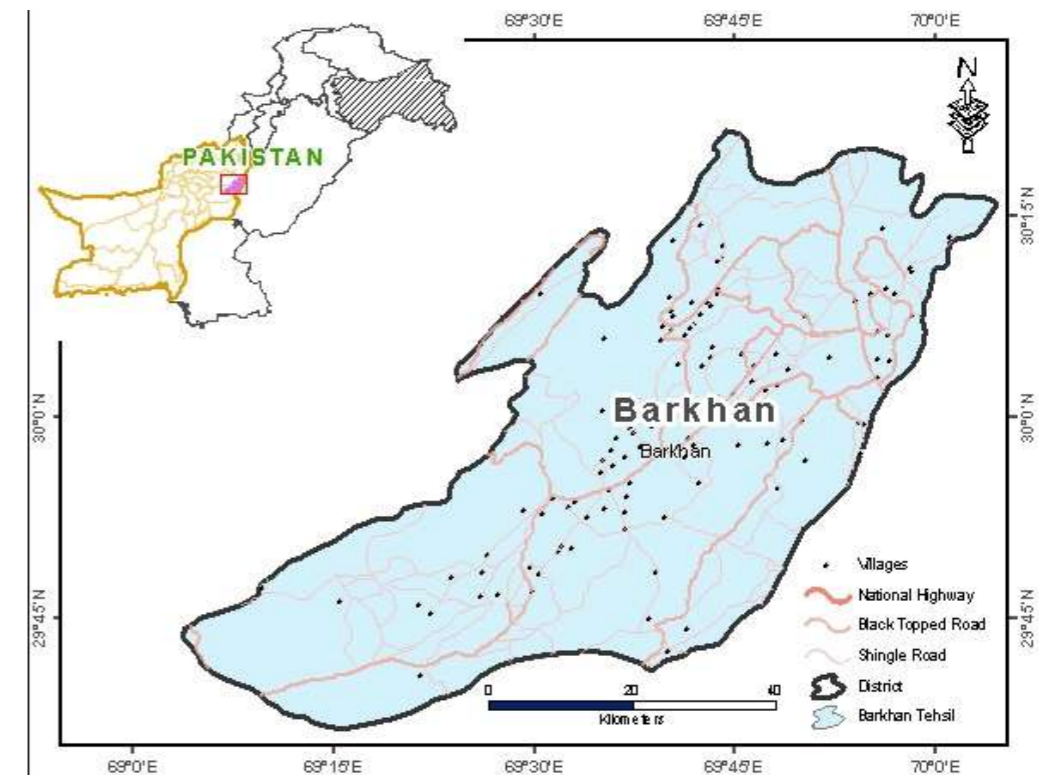 69°30'E 69°45'E 70°0'E
N
PAKISTAN
30°15'N
Barkhan
30°0'N 30°0'N
Barkhan
Villages
National Highway
29°45'N 29°45'N
Black Topped Road
Shingle Road
District
0 20 40
Barkhan Tehsil
Kilometers
69°0'E 69°15'E 69°30'E 69°45'E 70°0'E